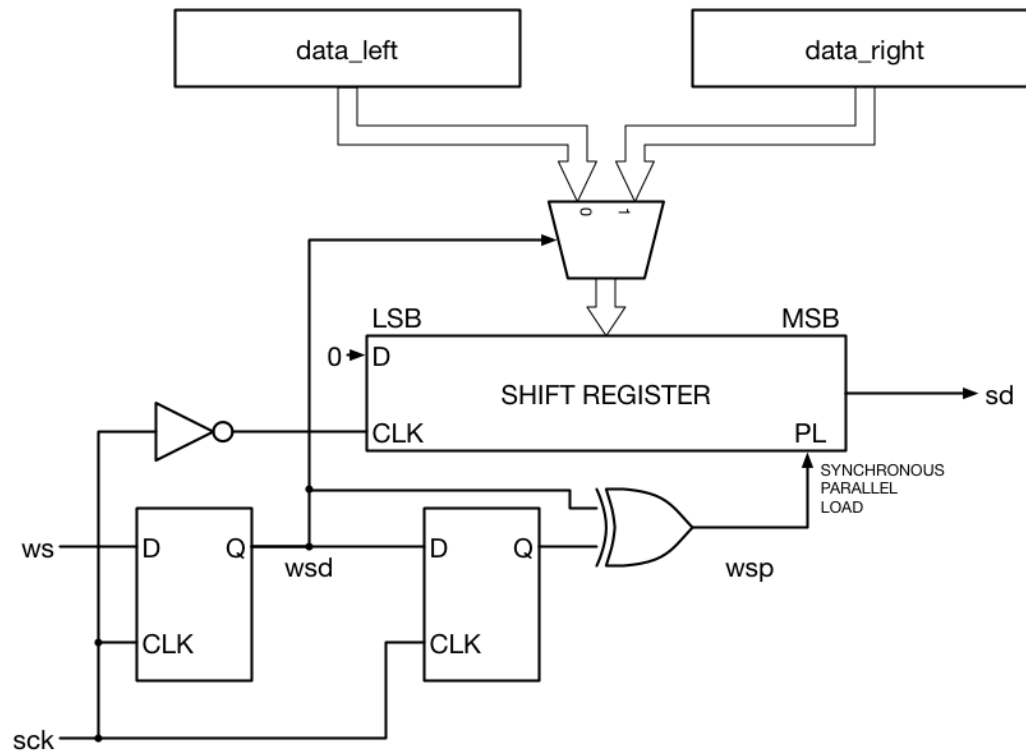 data_left
data_right
0
1
LSB
MSB
0
D
SHIFT REGISTER
sd
CLK
PL
SYNCHRONOUS
PARALLEL
LOAD
ws
D
Q
wsd
D
Q
wsp
CLK
CLK
sck